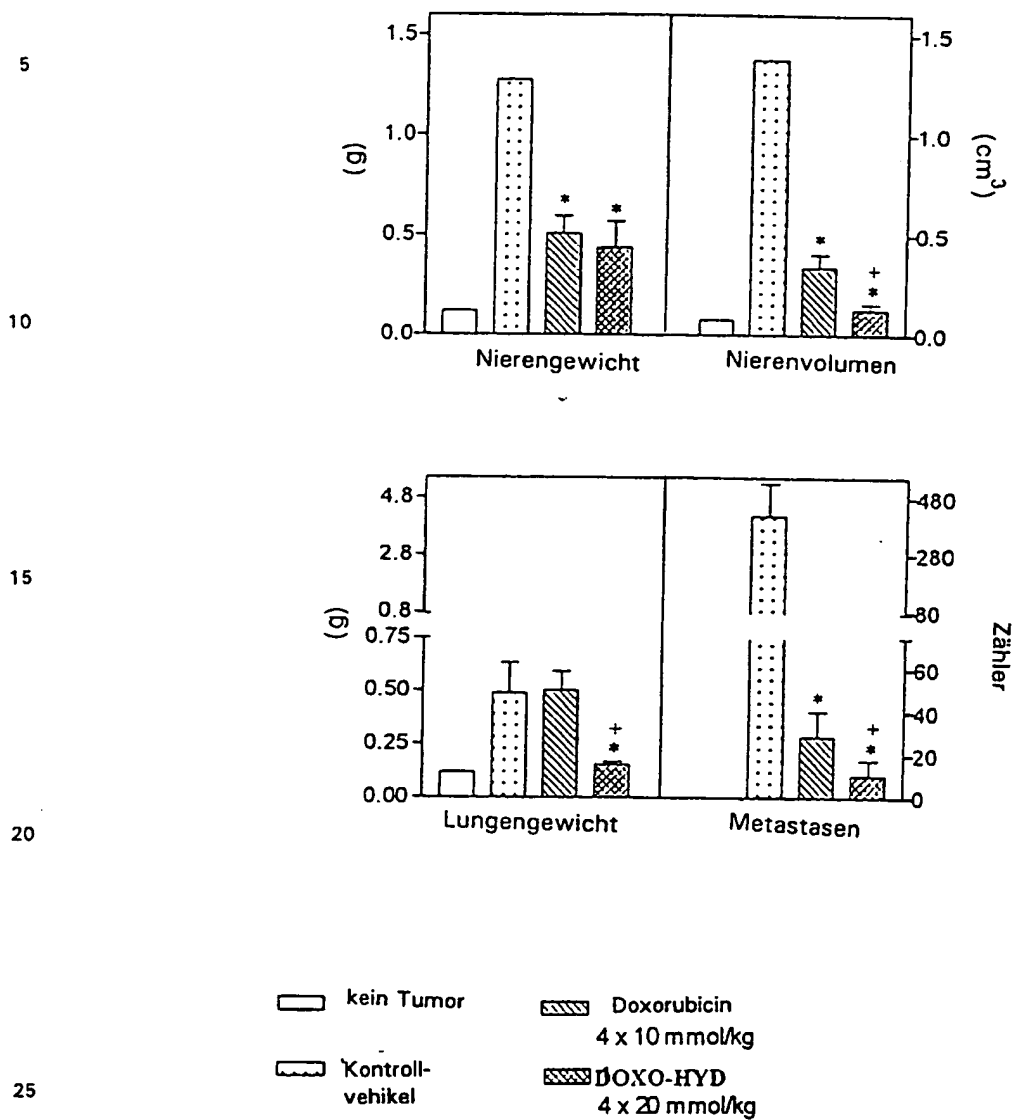 5
1.5
1.0
0.5
0.0
(g)
* *
Nierengewicht
* + *
Nierenvolumen
1.5
1.0
0.5
0.0
(cm³)
10
4.8
2.8
0.8
0.75
0.50
0.25
0.00
(g)
+ *
Lungengewicht
* + *
Metastasen
480
280
80
60
40
20
0
Zähler
15
20
kein Tumor
Doxorubicin
4 x 10 mmol/kg
Kontroll-
vehikel
DOXO-HYD
4 x 20 mmol/kg
25